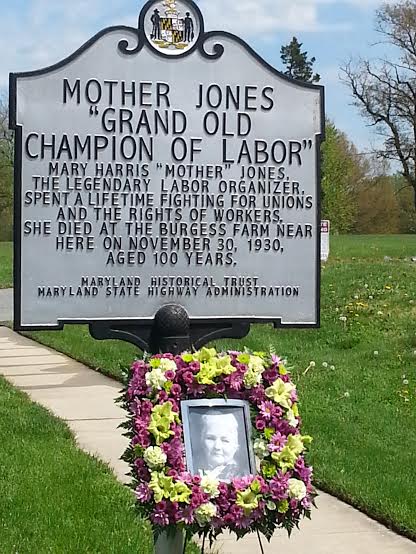 MOTHER JONES
"GRAND OLD
CHAMPION OF LABOR"
MARY HARRIS "MOTHER" JONES,
THE LEGENDARY LABOR ORGANIZER,
SPENT A LIFETIME FIGHTING FOR UNIONS
AND THE RIGHTS OF WORKERS.
SHE DIED AT THE BURGESS FARM NEAR
HERE ON NOVEMBER 30, 1930,
AGED 100 YEARS.
MARYLAND HISTORICAL TRUST
MARYLAND STATE HIGHWAY ADMINISTRATION